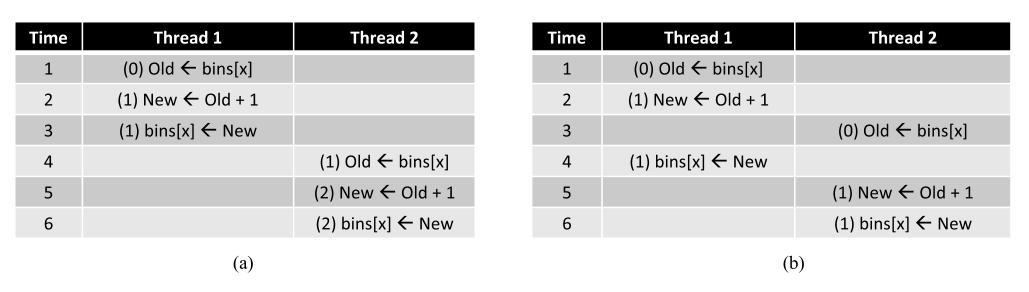 Time Thread 1 Thread 2
1 (0) Old ← bins[x]
2 (1) New ← Old + 1
3 (1) bins[x] ← New
4 (1) Old ← bins[x]
5 (2) New ← Old + 1
6 (2) bins[x] ← New
(a)
Time Thread 1 Thread 2
1 (0) Old ← bins[x]
2 (1) New ← Old + 1
3 (0) Old ← bins[x]
4 (1) bins[x] ← New
5 (1) New ← Old + 1
6 (1) bins[x] ← New
(b)